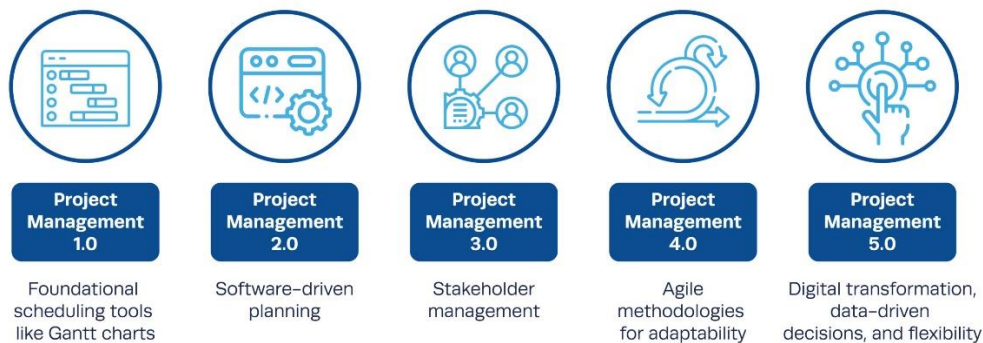 Project
Management
1.0
Foundational
scheduling tools
like Gantt charts
Project
Management
2.0
Software-driven
planning
Project
Management
3.0
Stakeholder
management
Project
Management
4.0
Agile
methodologies
for adaptability
Project
Management
5.0
Digital transformation,
data-driven
decisions, and flexibility